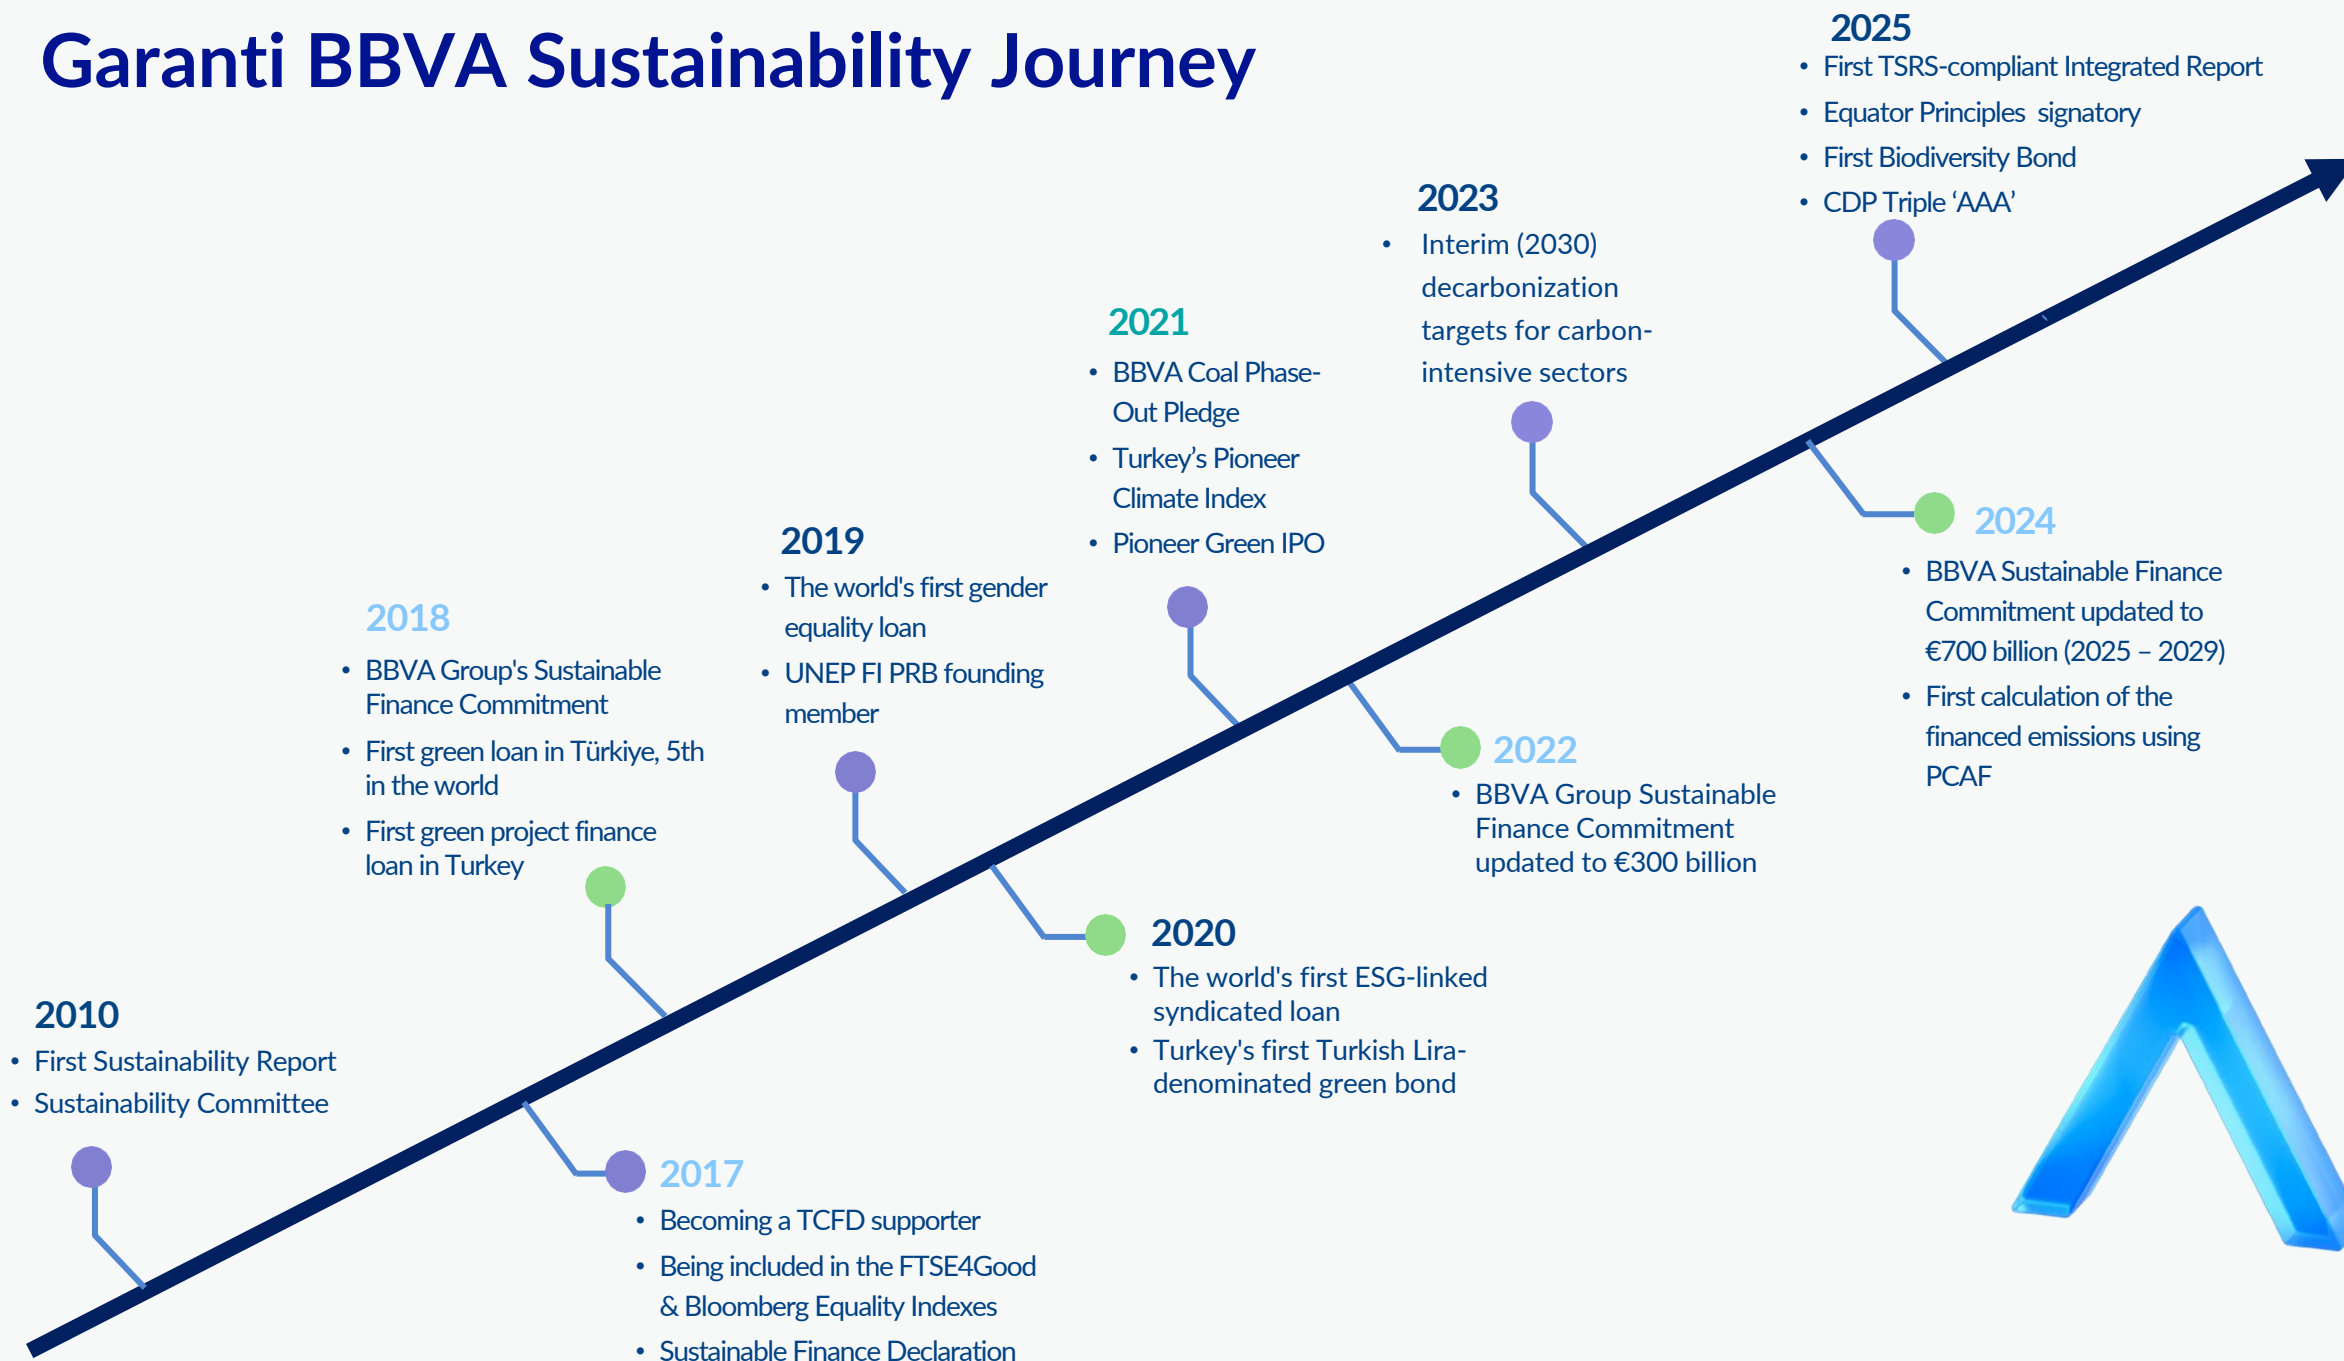 Garanti BBVA Sustainability Journey
2010
• First Sustainability Report
• Sustainability Committee
2017
• Becoming a TCFD supporter
• Being included in the FTSE4Good
& Bloomberg Equality Indexes
• Sustainable Finance Declaration
2018
• BBVA Group's Sustainable
Finance Commitment
• First green loan in Türkiye, 5th
in the world
• First green project finance
loan in Turkey
2019
• The world's first gender
equality loan
• UNEP FI PRB founding
member
2020
• The world's first ESG-linked
syndicated loan
• Turkey's first Turkish Lira-
denominated green bond
2021
• BBVA Coal Phase-
Out Pledge
• Turkey’s Pioneer
Climate Index
• Pioneer Green IPO
2022
• BBVA Group Sustainable
Finance Commitment
updated to €300 billion
2023
• Interim (2030)
decarbonization
targets for carbon-
intensive sectors
2024
• BBVA Sustainable Finance
Commitment updated to
€700 billion (2025 – 2029)
• First calculation of the
financed emissions using
PCAF
2025
• First TSRS-compliant Integrated Report
• Equator Principles  signatory
• First Biodiversity Bond
• CDP Triple ‘AAA’